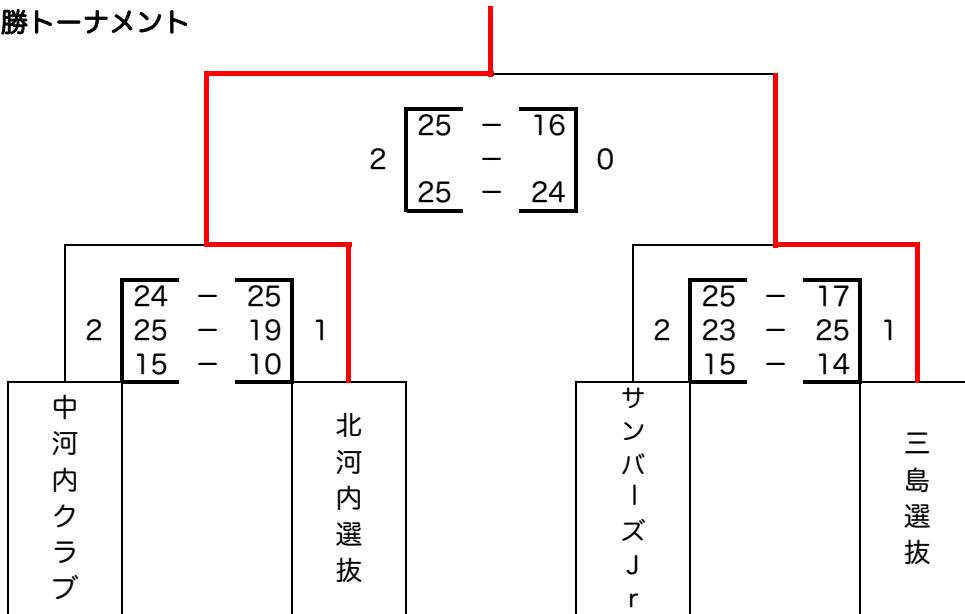 勝トーナメント
25 － 16
2 － 0
25 － 24
24 － 25
2 25 － 19 1
15 － 10
25 － 17
2 23 － 25 1
15 － 14
中河内クラブ
北河内選抜
サンバーズJr
三島選抜